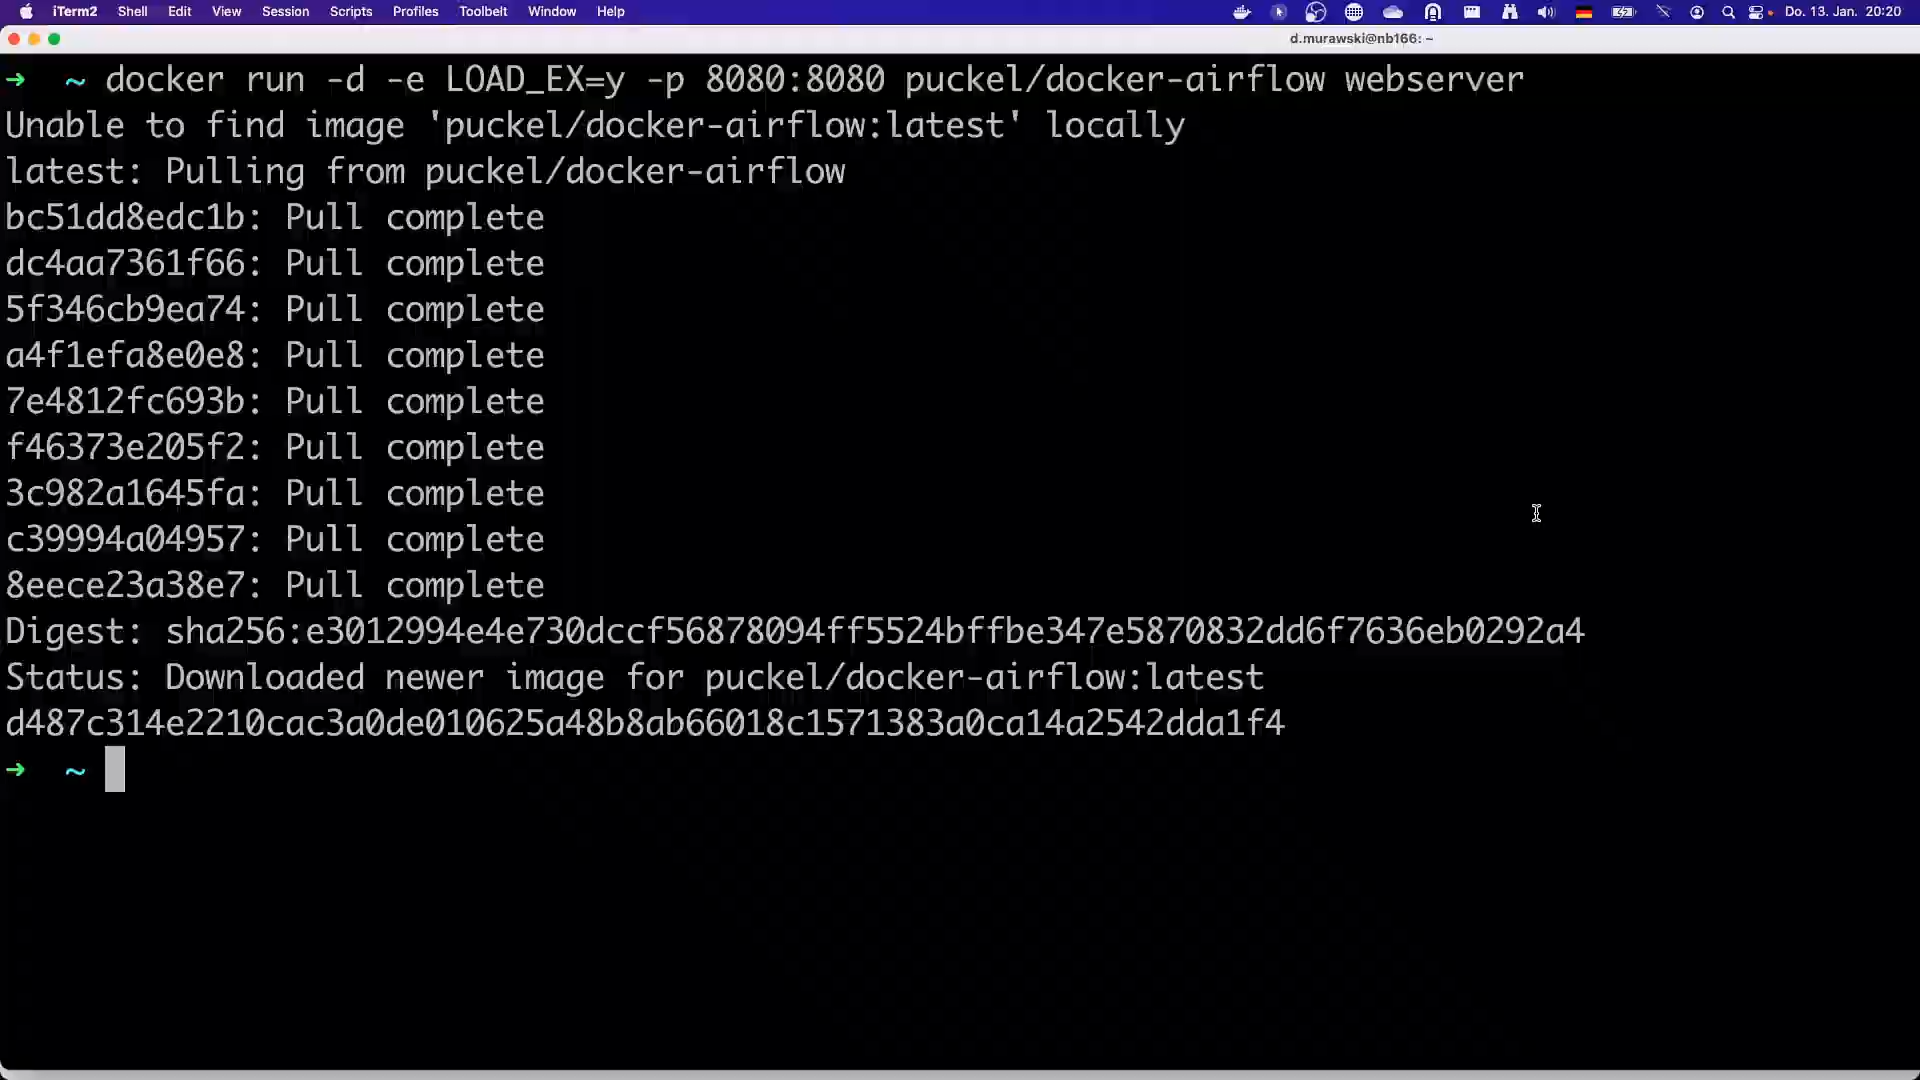 iTerm2 Shell Edit View Session Scripts Profiles Toolbelt Window Help Do. 13. Jan. 20:20
d.murawski@nb166: ~
➜ ~ docker run -d -e LOAD_EX=y -p 8080:8080 puckel/docker-airflow webserver
Unable to find image 'puckel/docker-airflow:latest' locally
latest: Pulling from puckel/docker-airflow
bc51dd8edc1b: Pull complete
dc4aa7361f66: Pull complete
5f346cb9ea74: Pull complete
a4f1efa8e0e8: Pull complete
7e4812fc693b: Pull complete
f46373e205f2: Pull complete
3c982a1645fa: Pull complete
c39994a04957: Pull complete
8eece23a38e7: Pull complete
Digest: sha256:e3012994e4e730dccf56878094ff5524bffbe347e5870832dd6f7636eb0292a4
Status: Downloaded newer image for puckel/docker-airflow:latest
d487c314e2210cac3a0de010625a48b8ab66018c1571383a0ca14a2542dda1f4
➜ ~